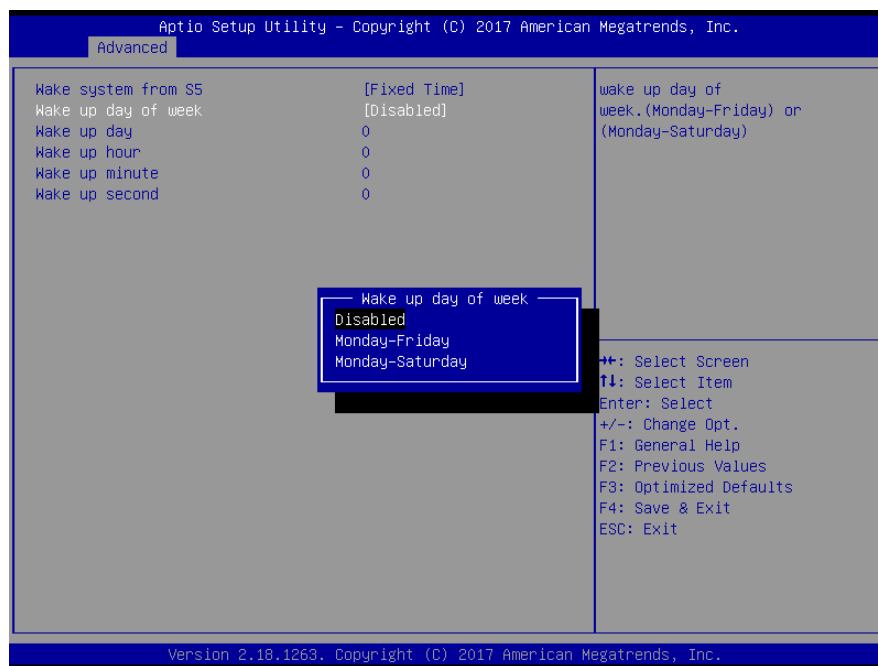 Aptio Setup Utility – Copyright (C) 2017 American Megatrends, Inc.
Advanced
Wake system from S5 [Fixed Time]
Wake up day of week [Disabled]
Wake up day 0
Wake up hour 0
Wake up minute 0
Wake up second 0
wake up day of
week.(Monday-Friday) or
(Monday-Saturday)
Wake up day of week
Disabled
Monday-Friday
Monday-Saturday
→←: Select Screen
↑↓: Select Item
Enter: Select
+/-: Change Opt.
F1: General Help
F2: Previous Values
F3: Optimized Defaults
F4: Save & Exit
ESC: Exit
Version 2.18.1263. Copyright (C) 2017 American Megatrends, Inc.